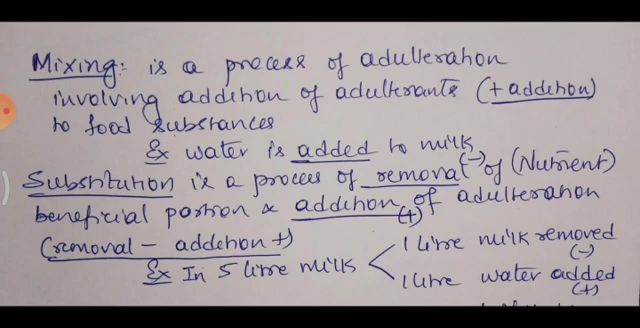 Mixing: is a process of adulteration
involving addition of adulterants (+ addition)
to food substances
Ex water is added to milk
Substitution is a process of removal (-) of (Nutrient)
beneficial portion & addition (+) of adulteration
(removal - addition +)
Ex In 5 litre milk < 1 litre milk removed (-)
1 litre water added (+)